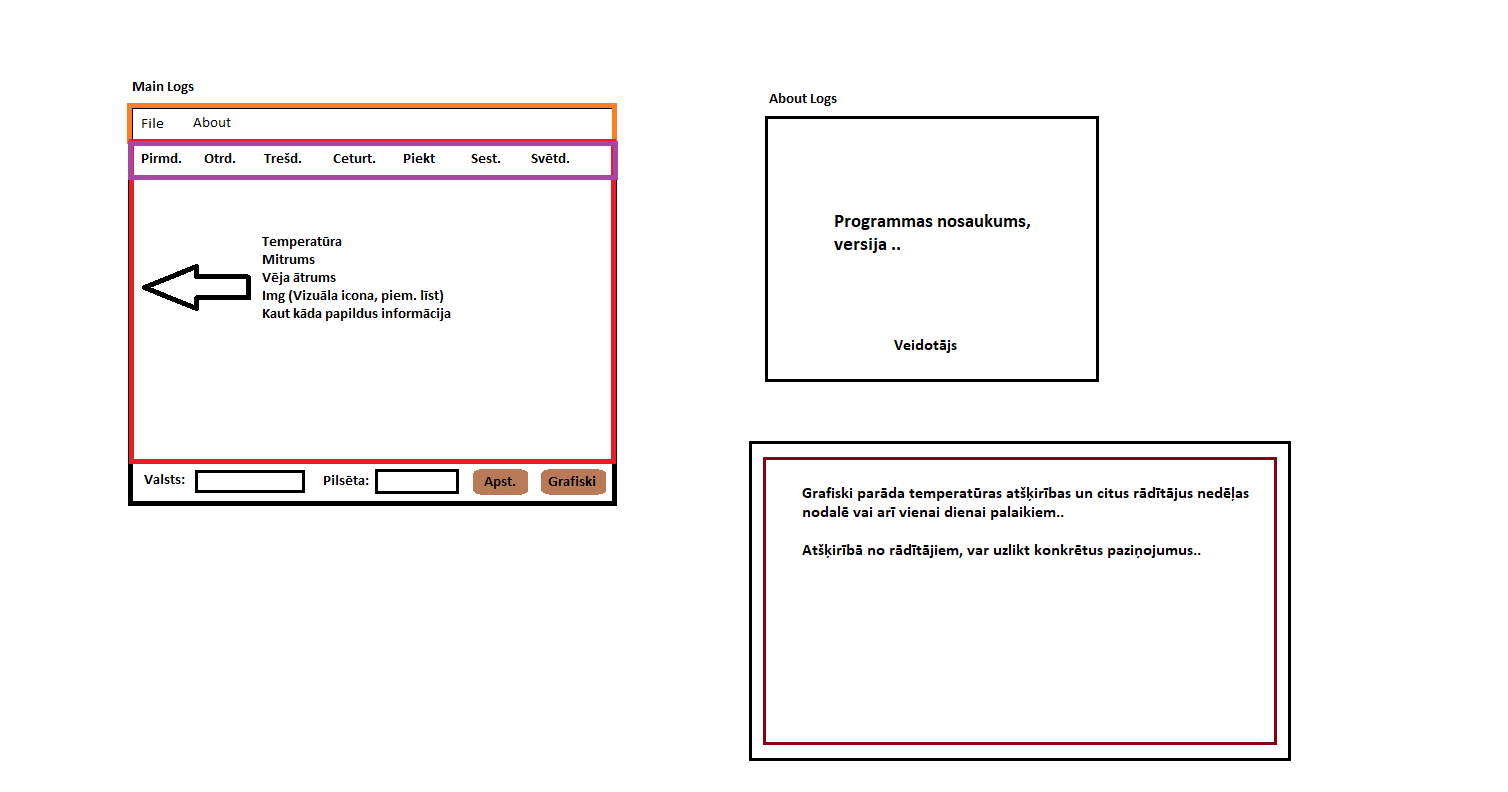 Main Logs
File About
Pirmd. Otrd. Trešd. Ceturt. Piekt Sest. Svētd.
Temperatūra
Mitrums
Vēja ātrums
Img (Vizuāla icona, piem. līst)
Kaut kāda papildus informācija
Valsts: Pilsēta: Apst. Grafiski
About Logs
Programmas nosaukums,
versija ..
Veidotājs
Grafiski parāda temperatūras atšķirības un citus rādītājus nedēļas
nodalē vai arī vienai dienai palaikiem..
Atšķirībā no rādītājiem, var uzlikt konkrētus paziņojumus..